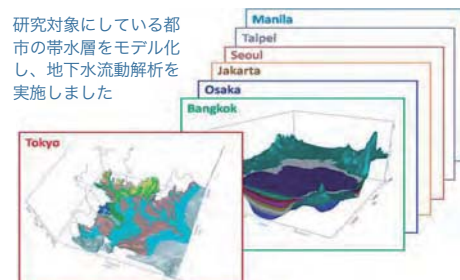 研究対象にしている都
市の帯水層をモデル化
し、地下水流動解析を
実施しました
Manila
Taipei
Seoul
Jakarta
Osaka
Bangkok
Tokyo